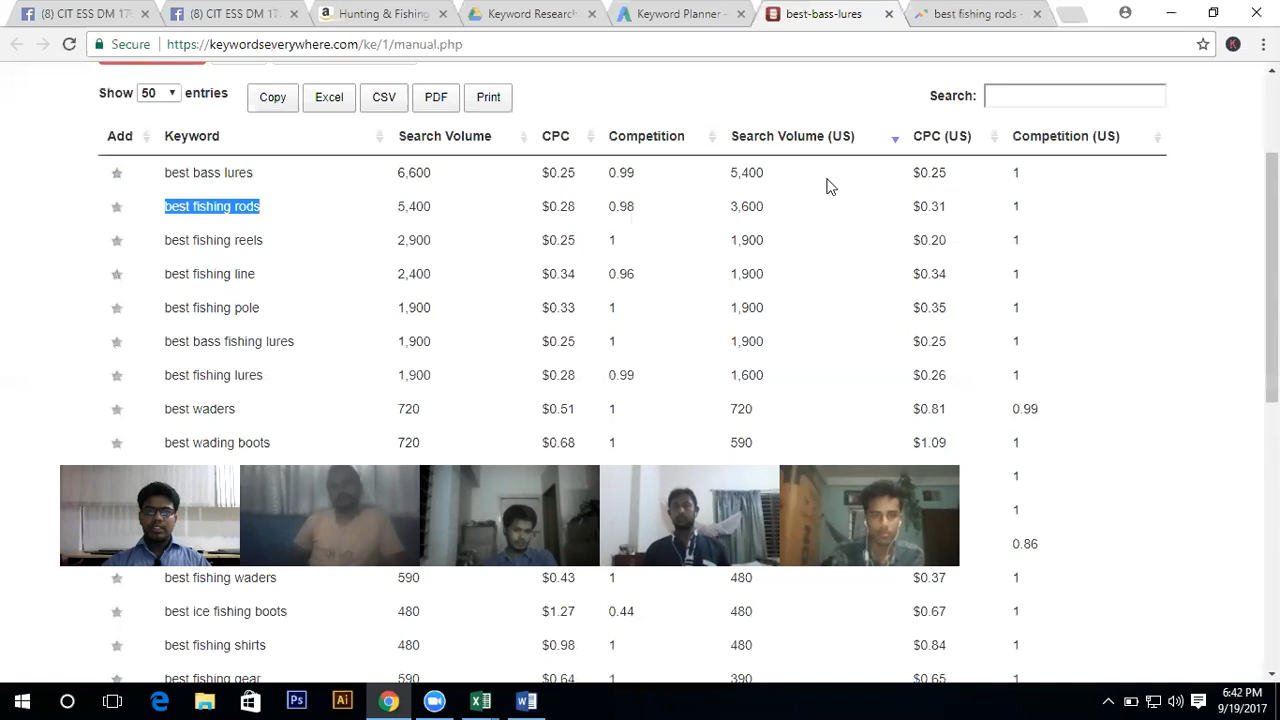 (8) CIT ESS DM 17
(8) CIT ESS DM 17
Hunting & Fishing
Keyword Research
Keyword Planner –
best-bass-lures
best fishing rods -
Secure
https://keywordseverywhere.com/ke/1/manual.php
Show 50 entries
Copy Excel CSV PDF Print
Search:
Add Keyword Search Volume CPC Competition Search Volume (US) CPC (US) Competition (US)
best bass lures 6,600 $0.25 0.99 5,400 $0.25 1
best fishing rods 5,400 $0.28 0.98 3,600 $0.31 1
best fishing reels 2,900 $0.25 1 1,900 $0.20 1
best fishing line 2,400 $0.34 0.96 1,900 $0.34 1
best fishing pole 1,900 $0.33 1 1,900 $0.35 1
best bass fishing lures 1,900 $0.25 1 1,900 $0.25 1
best fishing lures 1,900 $0.28 0.99 1,600 $0.26 1
best waders 720 $0.51 1 720 $0.81 0.99
best wading boots 720 $0.68 1 590 $1.09 1
1
1
0.86
best fishing waders 590 $0.43 1 480 $0.37 1
best ice fishing boots 480 $1.27 0.44 480 $0.67 1
best fishing shirts 480 $0.98 1 480 $0.84 1
best fishing gear 590 $0.64 1 390 $0.65 1
6:42 PM
9/19/2017